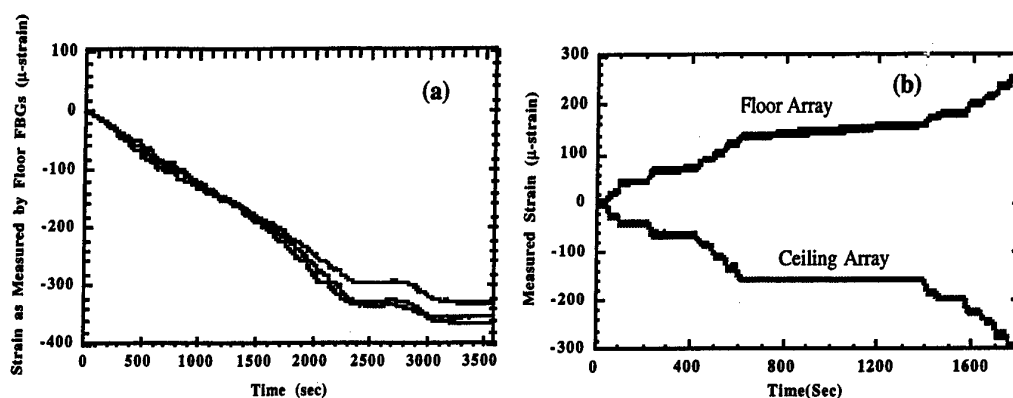 Strain as Measured by Floor FBGs (μ-strain)
100
0
-100
-200
-300
-400
0 500 1000 1500 2000 2500 3000 3500
Time (sec)
(a)
Measured Strain (μ-strain)
300
200
100
0
-100
-200
-300
0 400 800 1200 1600
Time(Sec)
(b)
Floor Array
Ceiling Array